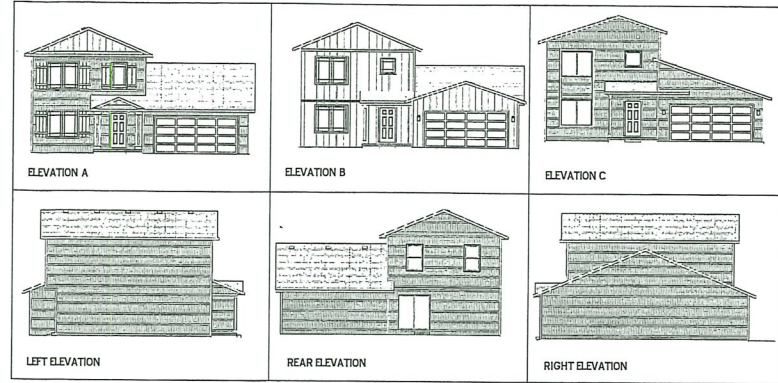 ELEVATION A
ELEVATION B
ELEVATION C
LEFT ELEVATION
REAR ELEVATION
RIGHT ELEVATION